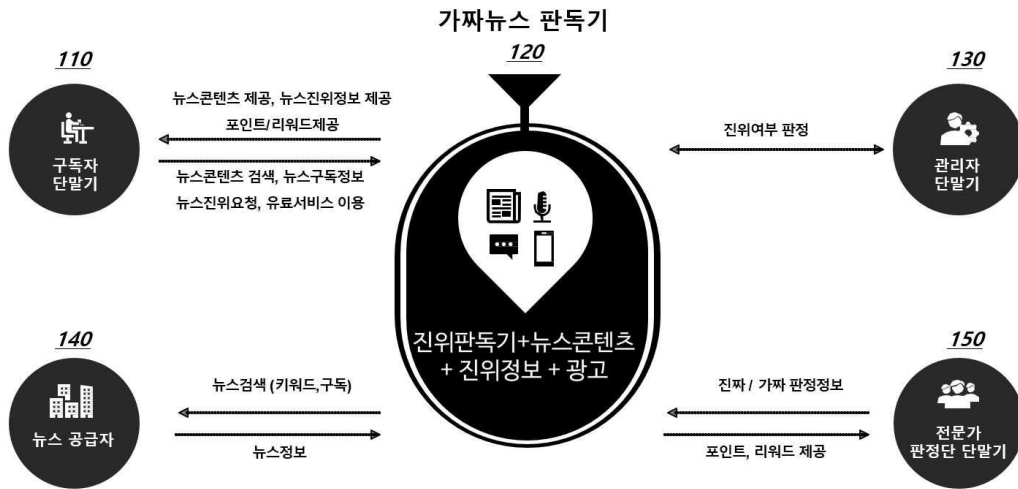 가짜뉴스 판독기
120
110
구독자
단말기
뉴스콘텐츠 제공, 뉴스진위정보 제공
포인트/리워드제공
뉴스콘텐츠 검색, 뉴스구독정보
뉴스진위요청, 유료서비스 이용
130
진위여부 판정
관리자
단말기
진위판독기+뉴스콘텐츠
+ 진위정보 + 광고
140
뉴스 공급자
뉴스검색 (키워드,구독)
뉴스정보
150
진짜 / 가짜 판정정보
포인트, 리워드 제공
전문가
판정단 단말기